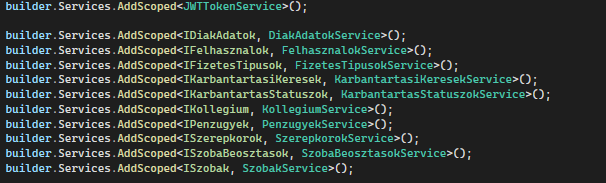 builder.Services.AddScoped<JWTTokenService>();
builder.Services.AddScoped<IDiakAdatok, DiakAdatokService>();
builder.Services.AddScoped<IFelhasznalok, FelhasznalokService>();
builder.Services.AddScoped<IFizetesTipusok, FizetesTipusokService>();
builder.Services.AddScoped<IKarbantartasiKeresek, KarbantartasiKeresekService>();
builder.Services.AddScoped<IKarbantartasStatuszok, KarbantartasStatuszokService>();
builder.Services.AddScoped<IKollegium, KollegiumService>();
builder.Services.AddScoped<IPenzugyek, PenzugyekService>();
builder.Services.AddScoped<ISzerepkorok, SzerepkorokService>();
builder.Services.AddScoped<ISzobaBeosztasok, SzobaBeosztasokService>();
builder.Services.AddScoped<ISzobak, SzobakService>();